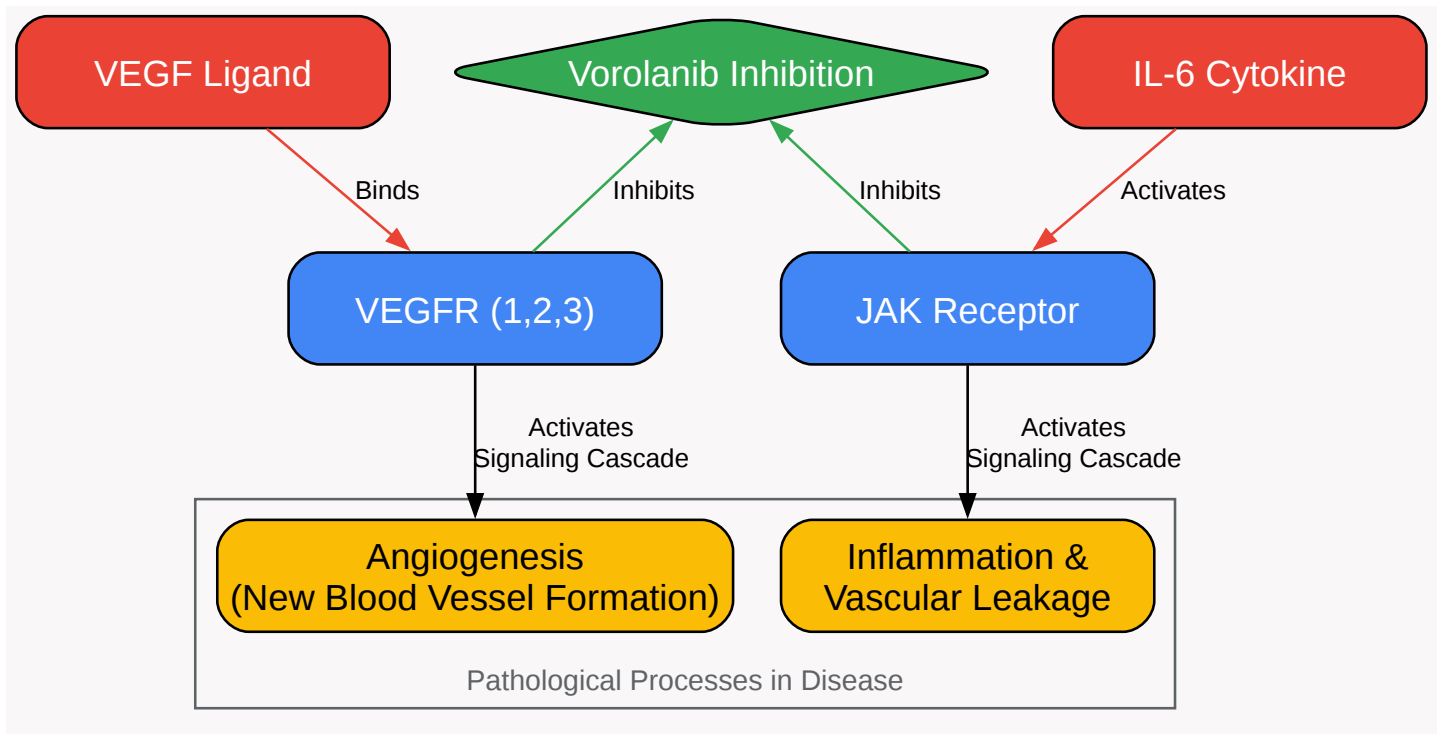 VEGF Ligand
Vorolanib Inhibition
IL-6 Cytokine
Binds
Inhibits
Inhibits
Activates
VEGFR (1,2,3)
JAK Receptor
Activates
Signaling Cascade
Activates
Signaling Cascade
Angiogenesis
(New Blood Vessel Formation)
Inflammation &
Vascular Leakage
Pathological Processes in Disease